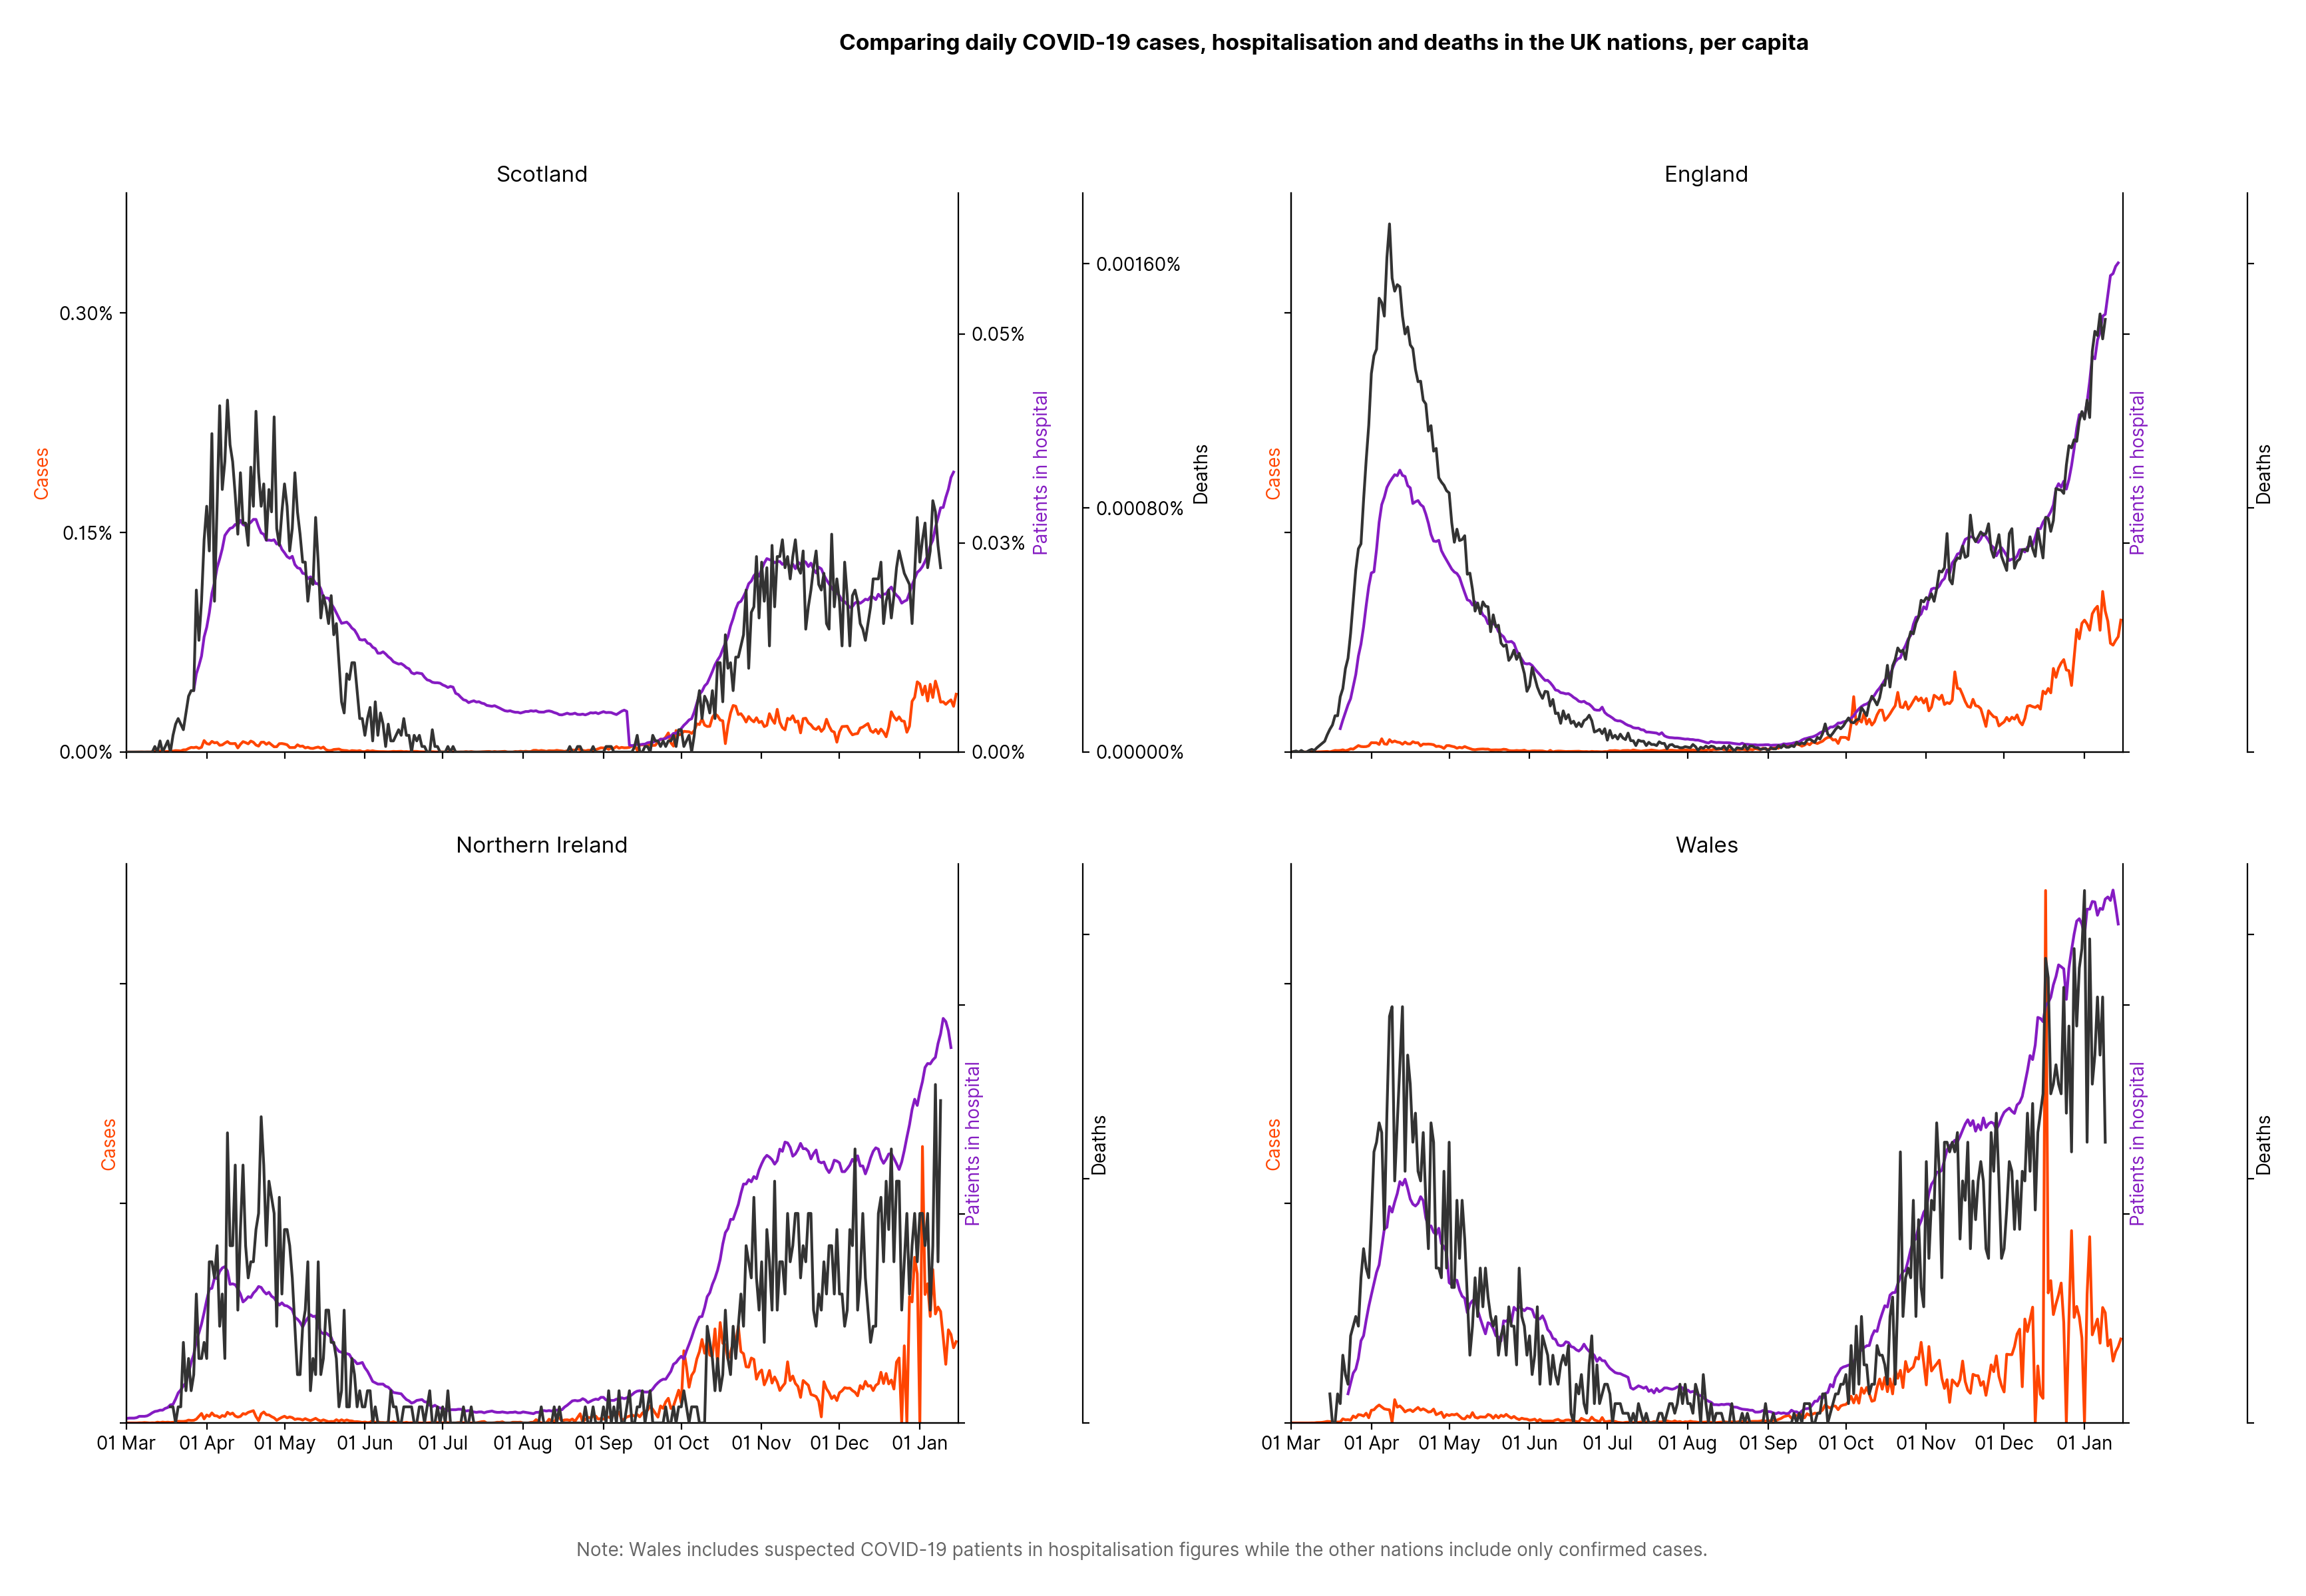 Comparing daily COVID-19 cases, hospitalisation and deaths in the UK nations, per capita
Scotland
0.30%
0.15%
0.00%
Cases
0.05%
0.03%
0.00%
Patients in hospital
0.00160%
0.00080%
0.000000%
Deaths
England
Cases
Patients in hospital
Deaths
Northern Ireland
Cases
Patients in hospital
Deaths
01 Mar 01 Apr 01 May 01 Jun 01 Jul 01 Aug 01 Sep 01 Oct 01 Nov 01 Dec 01 Jan
Wales
Cases
Patients in hospital
Deaths
01 Mar 01 Apr 01 May 01 Jun 01 Jul 01 Aug 01 Sep 01 Oct 01 Nov 01 Dec 01 Jan
Note: Wales includes suspected COVID-19 patients in hospitalisation figures while the other nations include only confirmed cases.